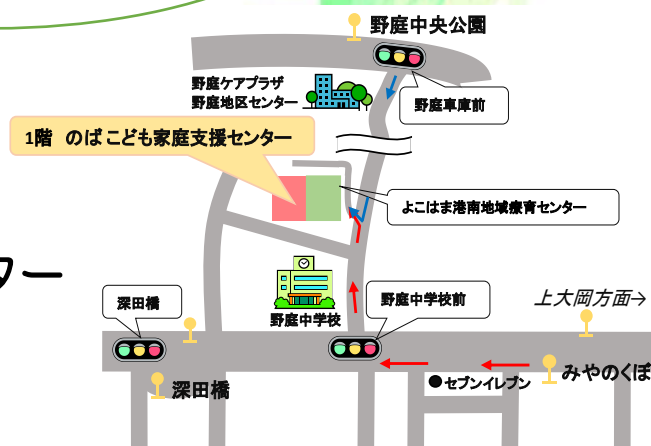 野庭中央公園
野庭ケアプラザ
野庭地区センター
野庭車庫前
1階 のばこども家庭支援センター
よこはま港南地域療育センター
ター
深田橋
野庭中学校前
上大岡方面→
野庭中学校
みやのくぼ
●セブンイレブン
深田橋